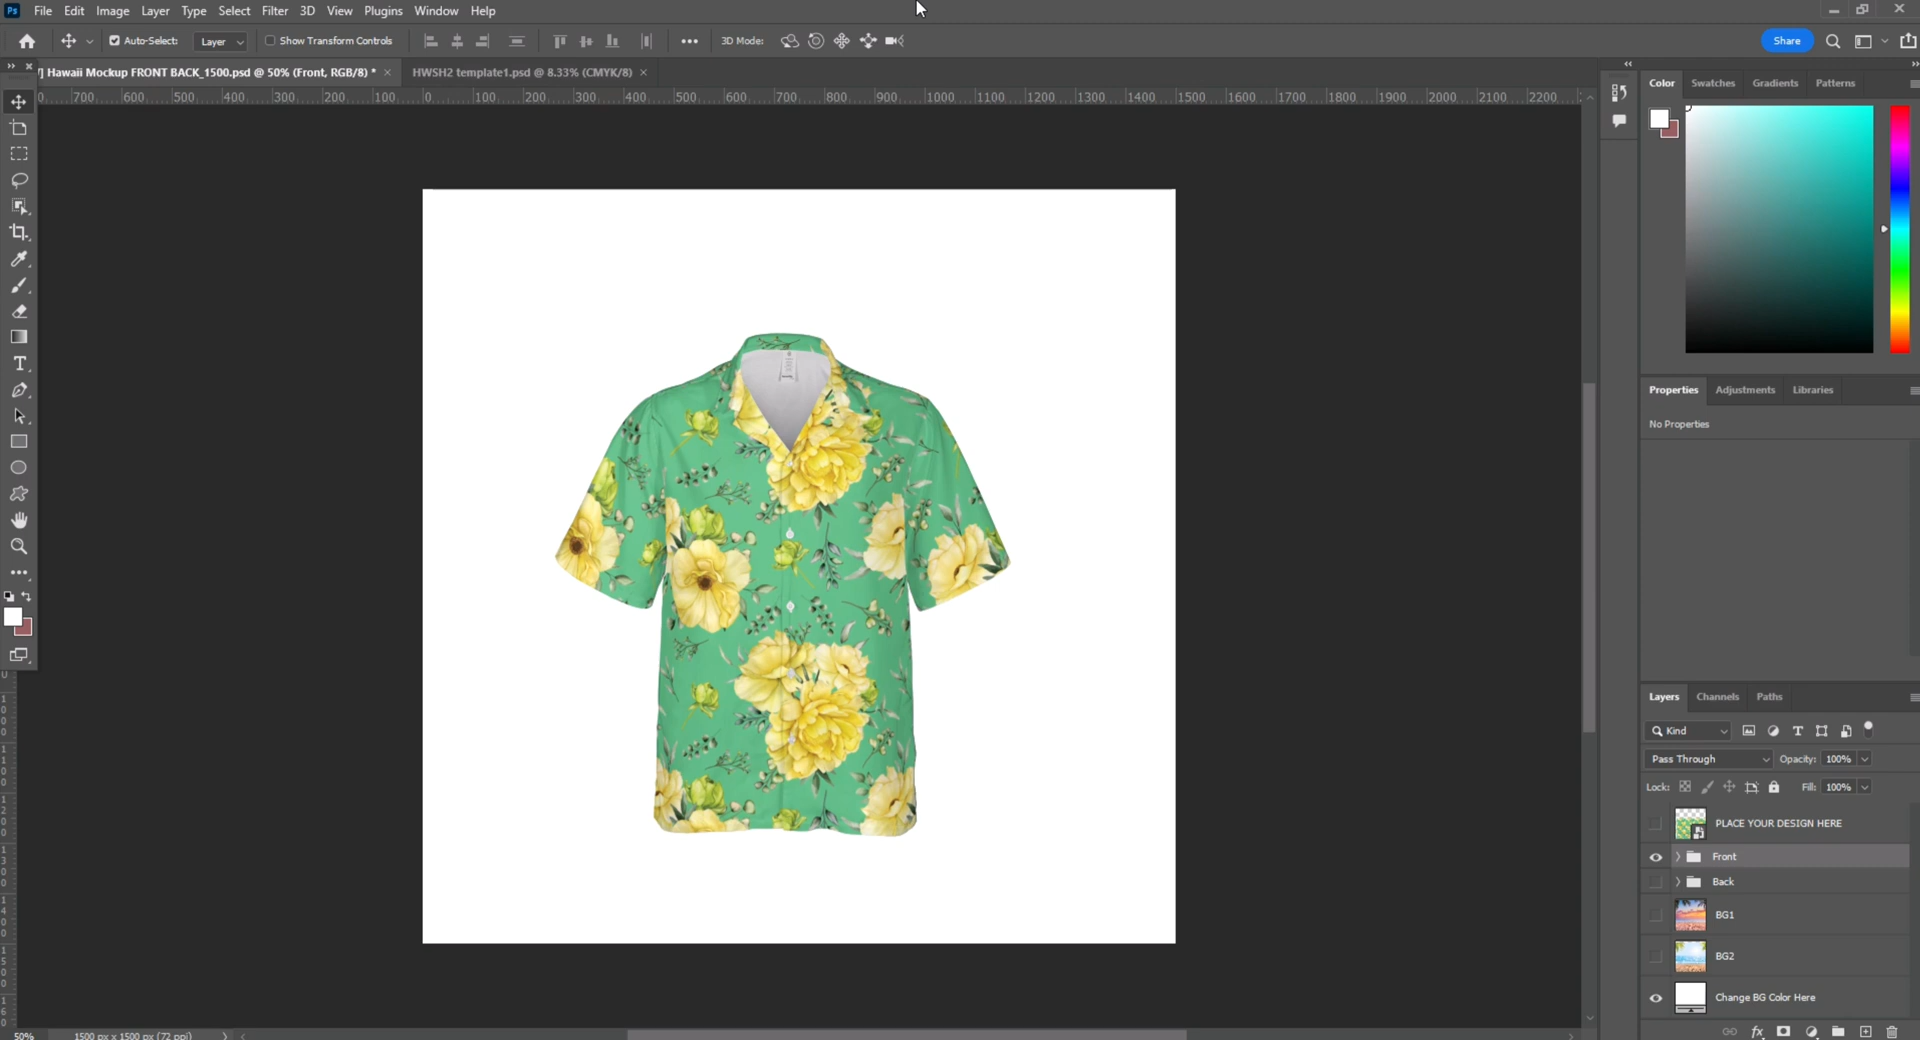 Ps File Edit Image Layer Type Select Filter 3D View Plugins Window Help
Auto-Select: Layer Show Transform Controls 3D Mode: Share
] Hawaii Mockup FRONT BACK_1500.psd @ 50% (Front, RGB/8) * HWSH2 template1.psd @ 8.33% (CMYK/8)
0 700 600 500 400 300 200 100 0 100 200 300 400 500 600 700 800 900 1000 1100 1200 1300 1400 1500 1600 1700 1800 1900 2000 2100 2200
Color Swatches Gradients Patterns
Properties Adjustments Libraries
No Properties
Layers Channels Paths
Kind
Pass Through Opacity: 100%
Lock: Fill: 100%
PLACE YOUR DESIGN HERE
Front
Back
BG1
BG2
Change BG Color Here
fx
50% 1500 px x 1500 px (72 ppi)